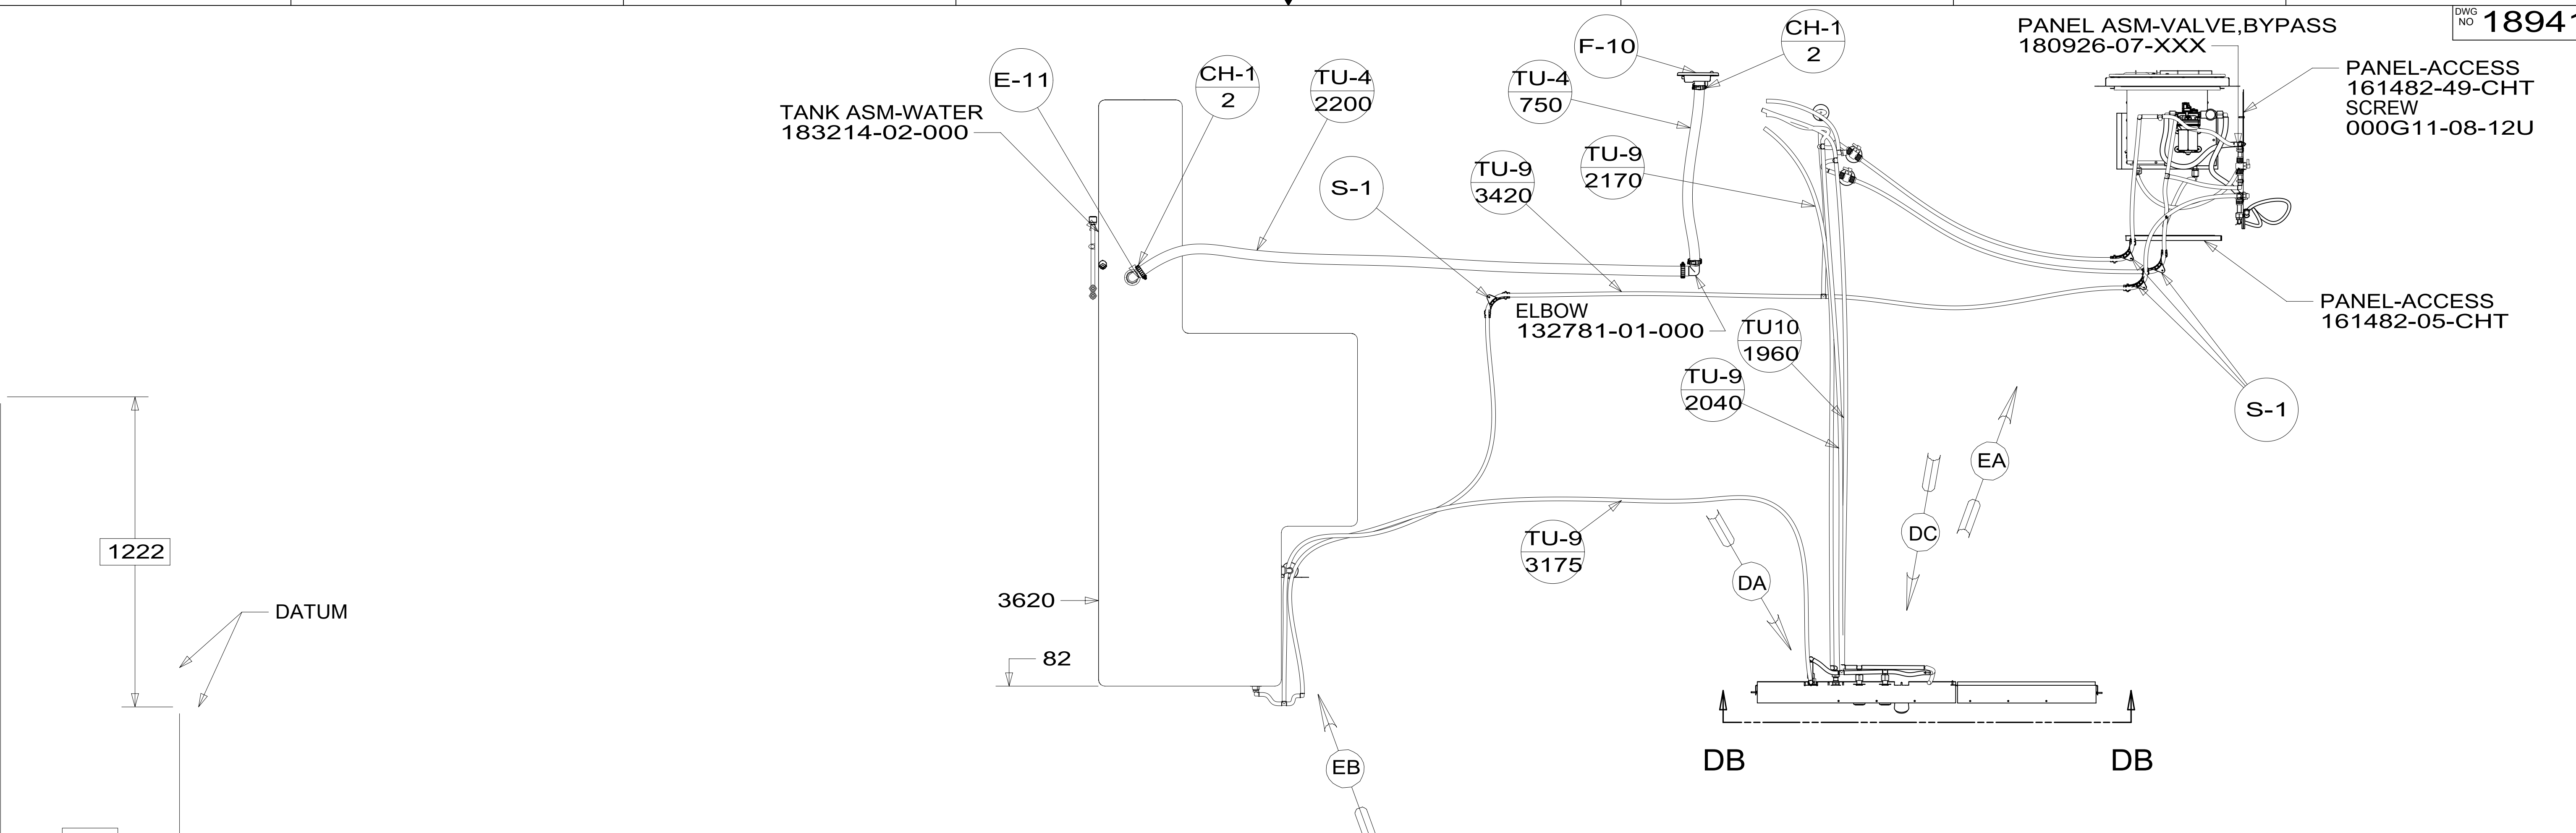 DWG
NO
18941
PANEL ASM-VALVE,BYPASS
180926-07-XXX
PANEL-ACCESS
161482-49-CHT
SCREW
000G11-08-12U
F-10
CH-1
2
E-11
CH-1
2
TU-4
2200
TU-4
750
TANK ASM-WATER
183214-02-000
S-1
TU-9
3420
TU-9
2170
ELBOW
132781-01-000
TU10
1960
PANEL-ACCESS
161482-05-CHT
TU-9
2040
S-1
EA
DC
1222
TU-9
3175
DA
DATUM
3620
82
DB
DB
EB